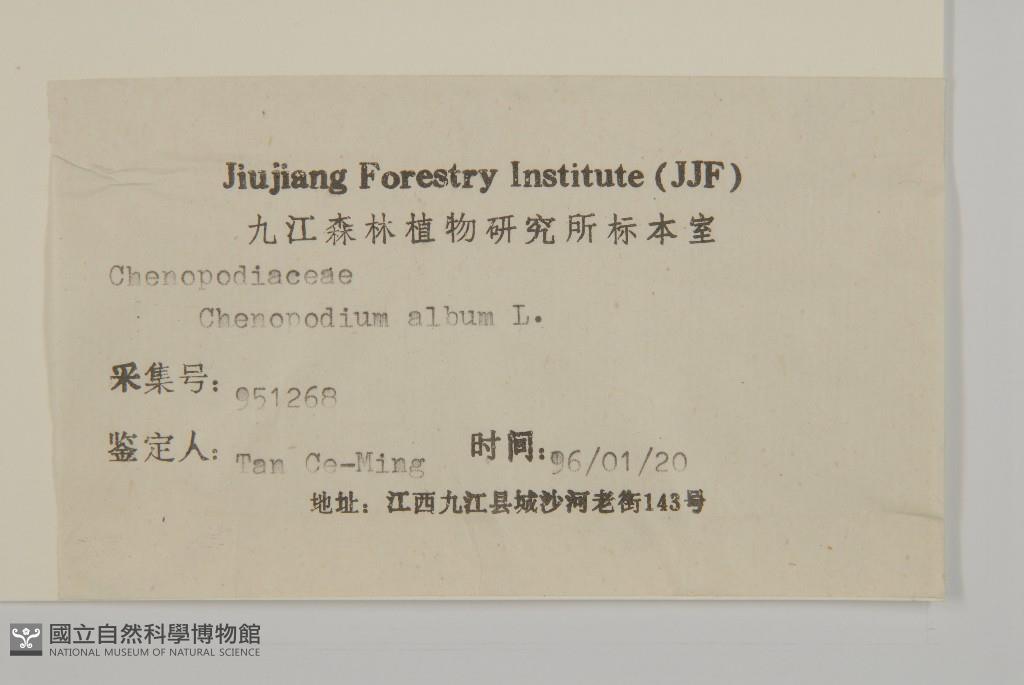 Jiujiang Forestry Institute (JJF)
九江森林植物研究所标本室
Chenopodiaceae
Chenopodium album L.
采集号: 951268
鉴定人: Tan Ce-Ming 时间: 96/01/20
地址: 江西九江县城沙河老街143号
國立自然科學博物館
NATIONAL MUSEUM OF NATURAL SCIENCE